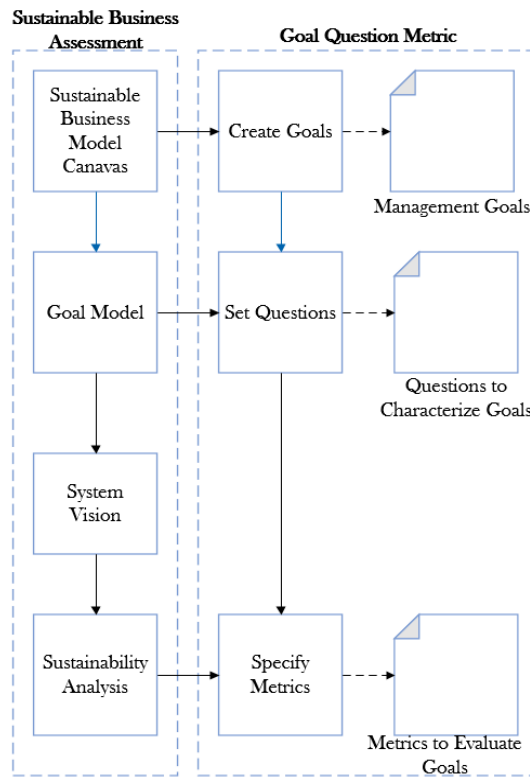 Sustainable Business
Assessment
Goal Question Metric
Sustainable
Business
Model
Canavas
Create Goals
Management Goals
Goal Model
Set Questions
Questions to
Characterize Goals
System
Vision
Sustainability
Analysis
Specify
Metrics
Metrics to Evaluate
Goals